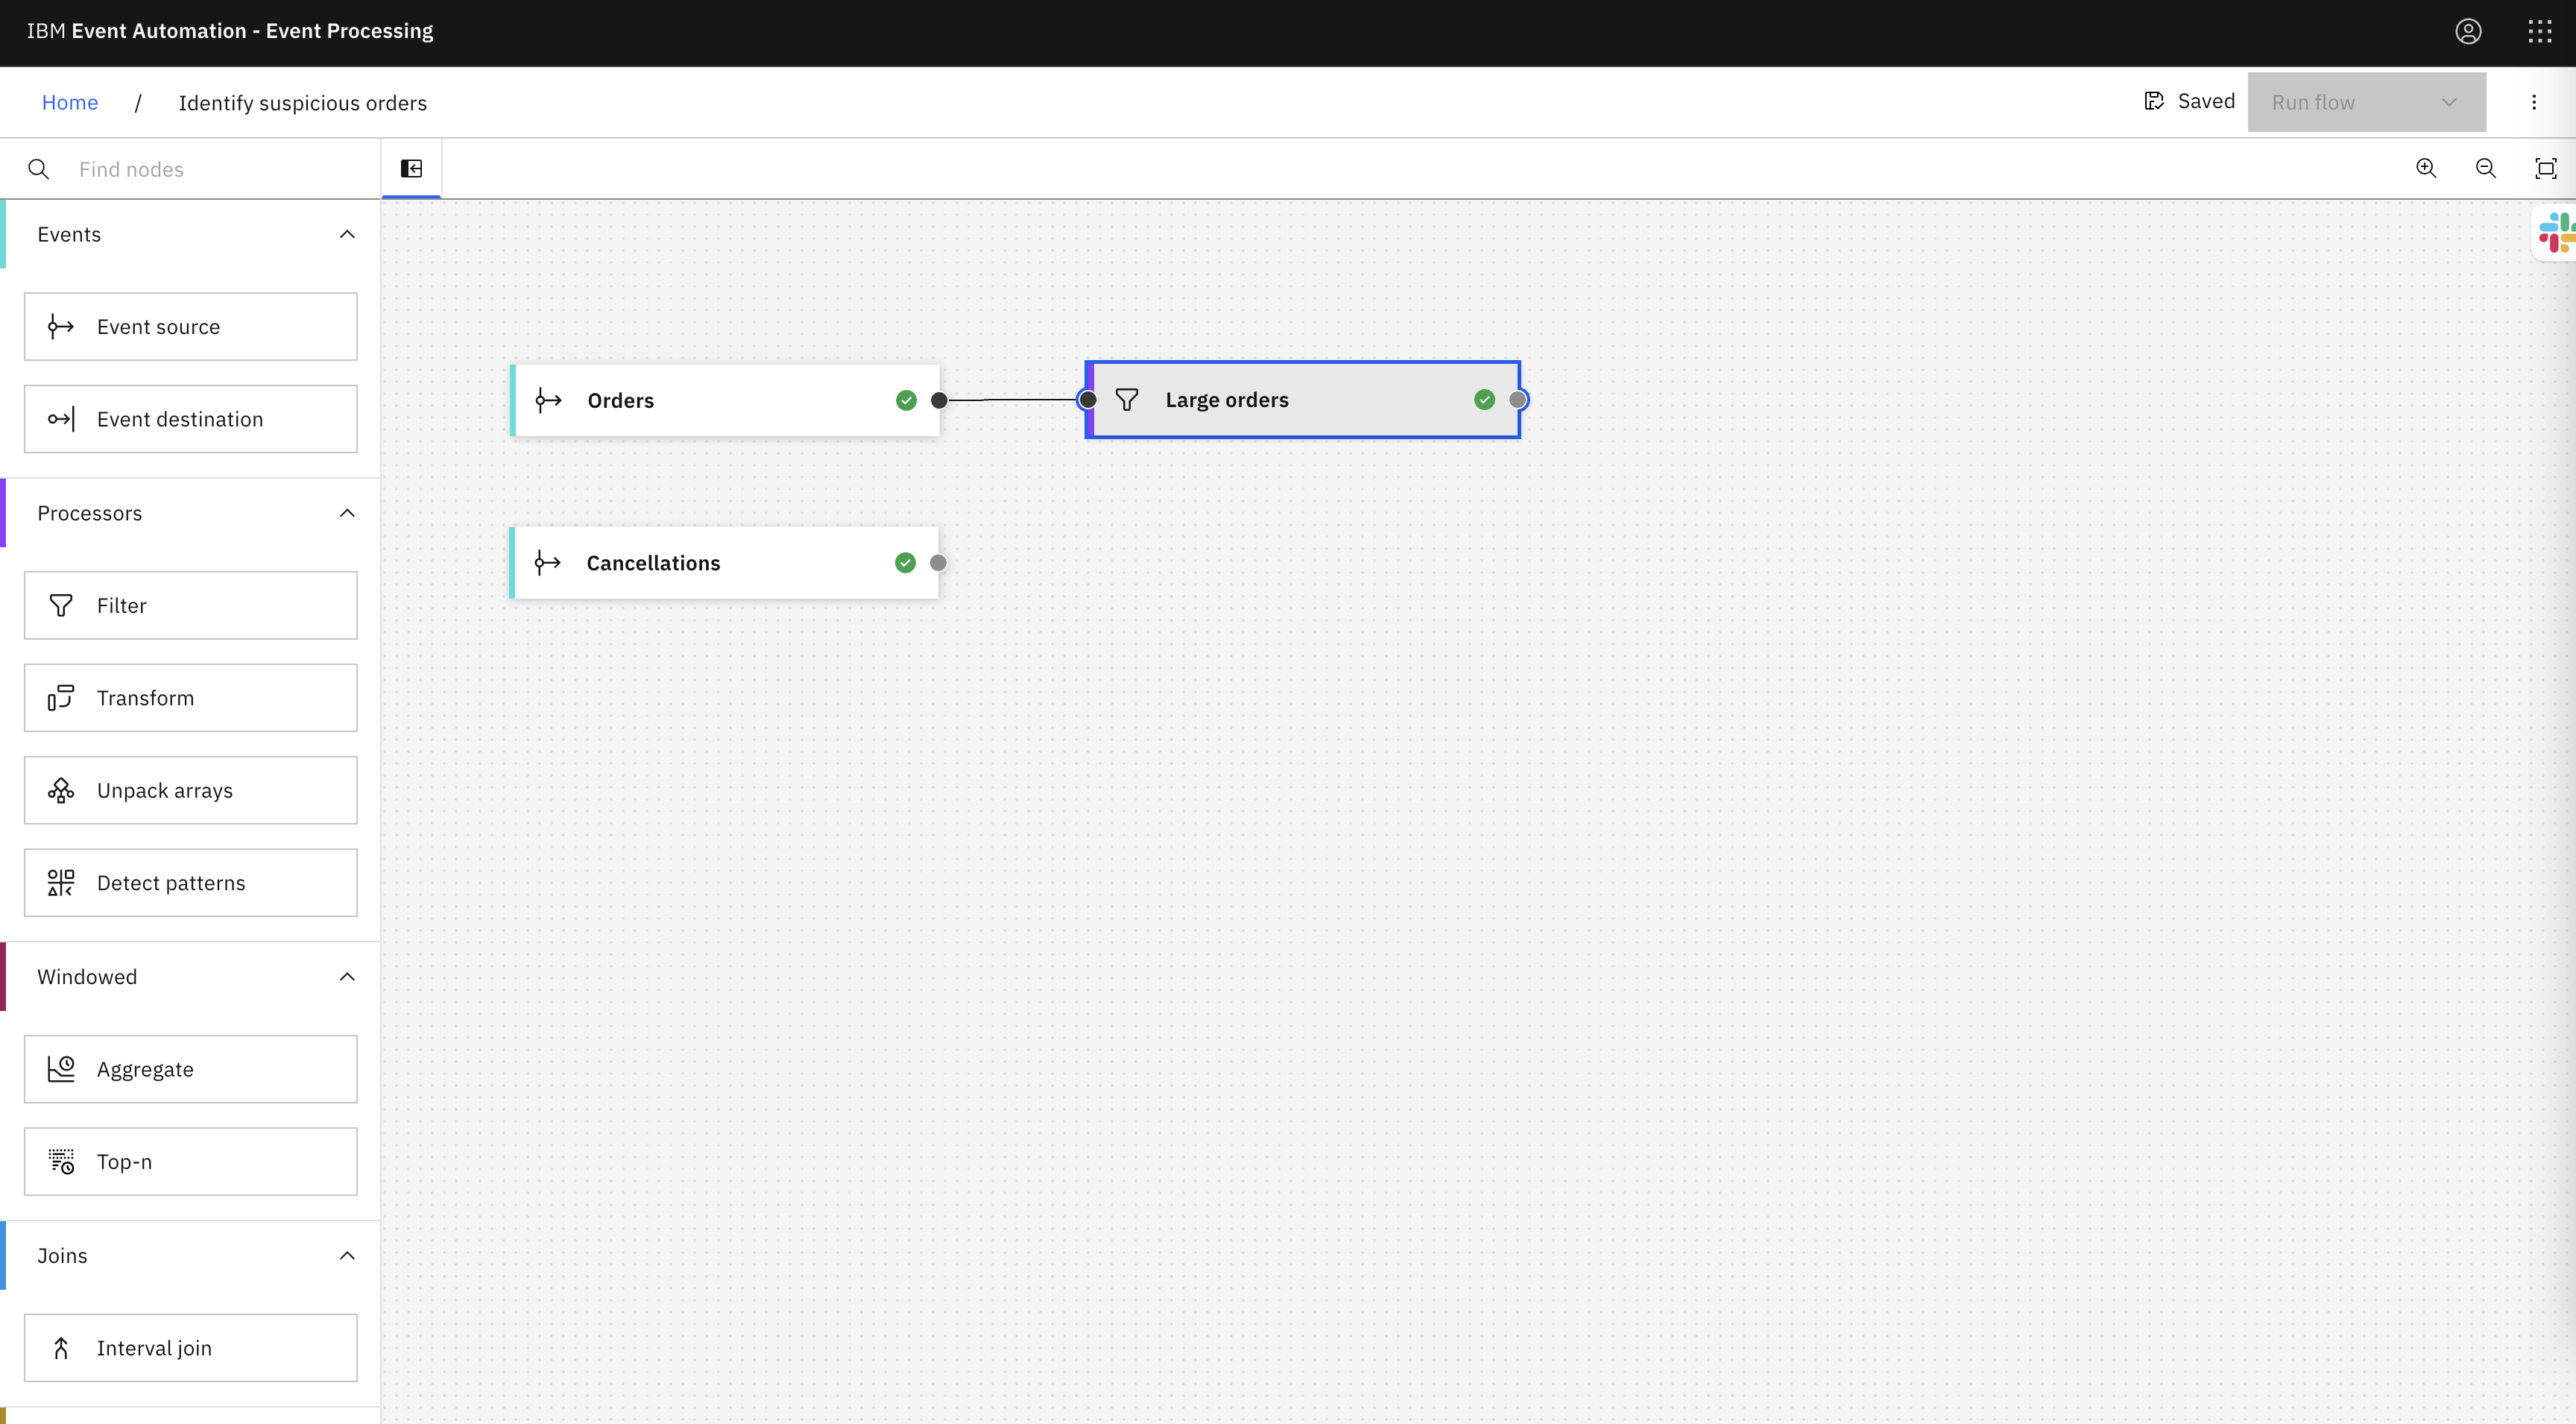 IBM Event Automation - Event Processing
Home / Identify suspicious orders
Saved
Run flow
Find nodes
Events
Event source
Event destination
Processors
Filter
Transform
Unpack arrays
Detect patterns
Windowed
Aggregate
Top-n
Joins
Interval join
Orders
Large orders
Cancellations